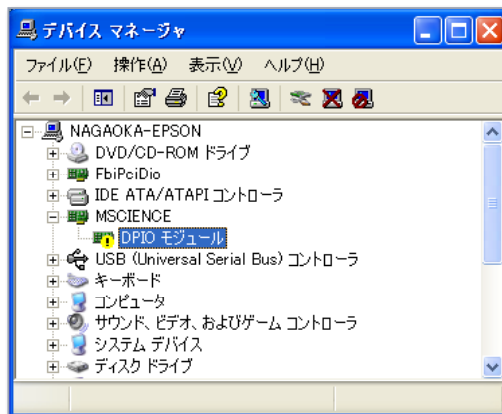 デバイス マネージャ
ファイル(F) 操作(A) 表示(V) ヘルプ(H)
NAGAOKA-EPSON
DVD/CD-ROM ドライブ
FbiPciDio
IDE ATA/ATAPI コントローラ
MSCIENCE
DPIO モジュール
USB (Universal Serial Bus) コントローラ
キーボード
コンピュータ
サウンド、ビデオ、およびゲーム コントローラ
システム デバイス
ディスク ドライブ